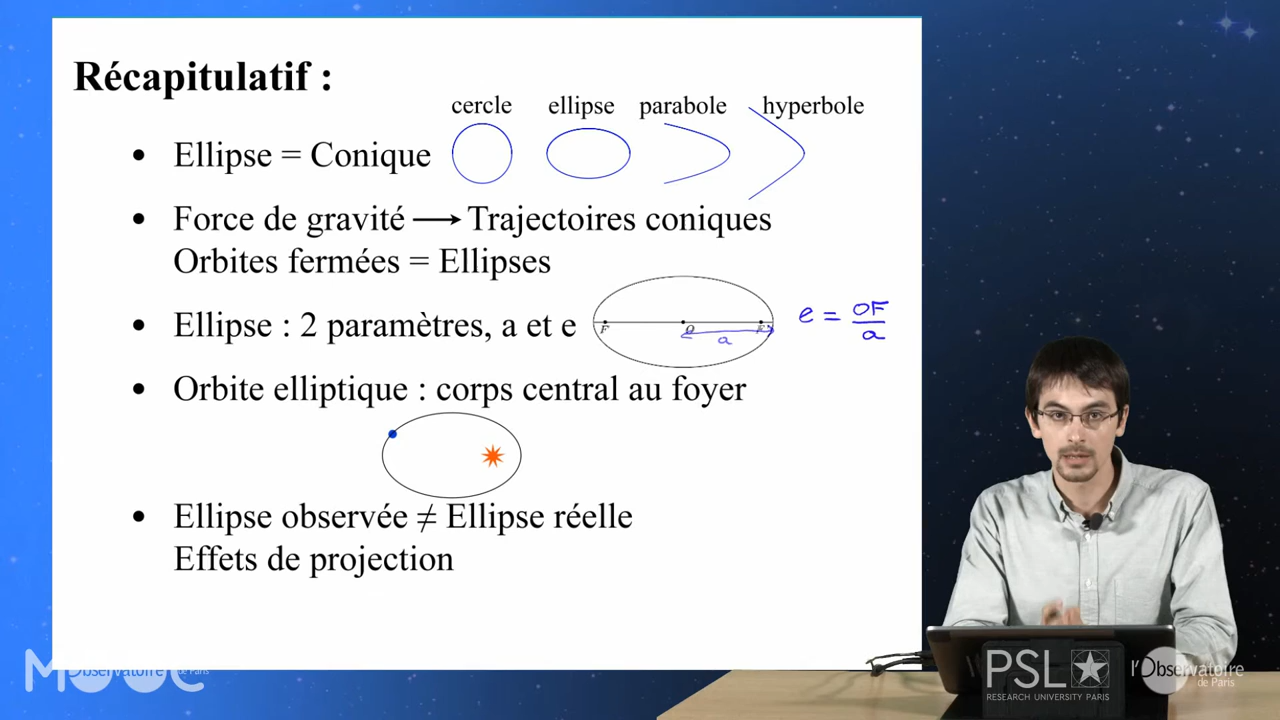 Récapitulatif :
cercle ellipse parabole hyperbole
Ellipse = Conique
Force de gravité → Trajectoires coniques
Orbites fermées = Ellipses
Ellipse : 2 paramètres, a et e
F O F'
a
e = OF/a
Orbite elliptique : corps central au foyer
Ellipse observée ≠ Ellipse réelle
Effets de projection
MOOC
l'Observatoire de Paris
PSL
RESEARCH UNIVERSITY PARIS
l'Observatoire
de Paris